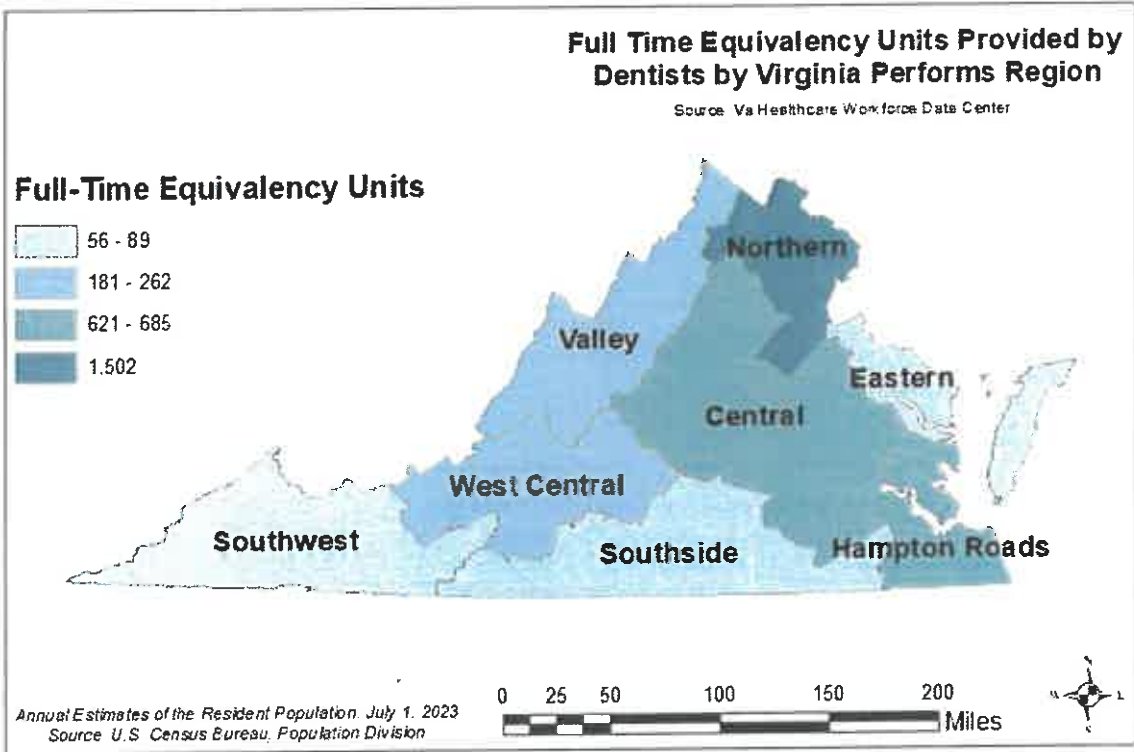 Full Time Equivalency Units Provided by
Dentists by Virginia Performs Region
Source Va Healthcare Workforce Data Center
Full-Time Equivalency Units
56 - 89
181 - 262
621 - 685
1,502
Northern
Valley
Eastern
Central
West Central
Southwest
Southside
Hampton Roads
0 25 50 100 150 200
Miles
Annual Estimates of the Resident Population, July 1, 2023
Source U.S. Census Bureau, Population Division